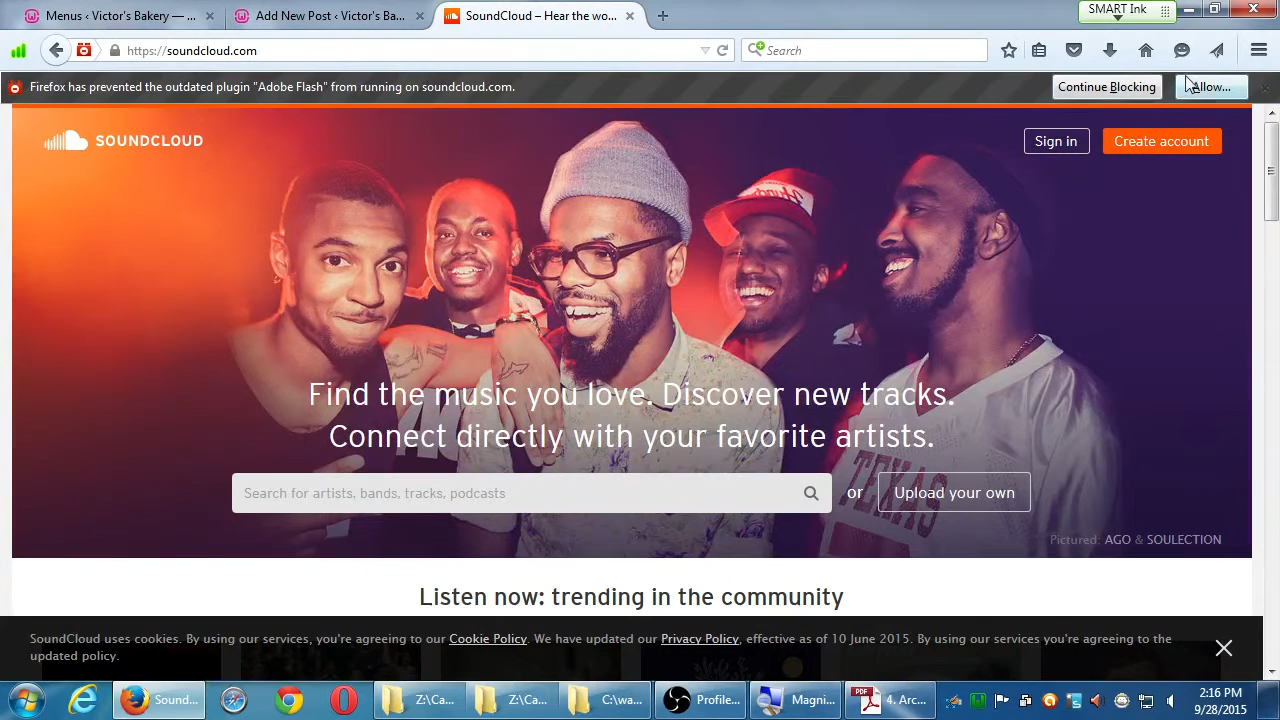 Menus ‹ Victor's Bakery — ...
Add New Post ‹ Victor's Ba...
SoundCloud – Hear the wo...
SMART Ink
https://soundcloud.com
Search
Firefox has prevented the outdated plugin "Adobe Flash" from running on soundcloud.com.
Continue Blocking
Allow...
SOUNDCLOUD
Sign in
Create account
Find the music you love. Discover new tracks.
Connect directly with your favorite artists.
Search for artists, bands, tracks, podcasts
or
Upload your own
TEXAS
Pictured: AGO & SOULECTION
Listen now: trending in the community
SoundCloud uses cookies. By using our services, you're agreeing to our Cookie Policy. We have updated our Privacy Policy, effective as of 10 June 2015. By using our services you're agreeing to the
updated policy.
Sound...
Z:\Ca...
Z:\Ca...
C:\wa...
Profile...
Magni...
PDF
4. Arc...
2:16 PM
9/28/2015